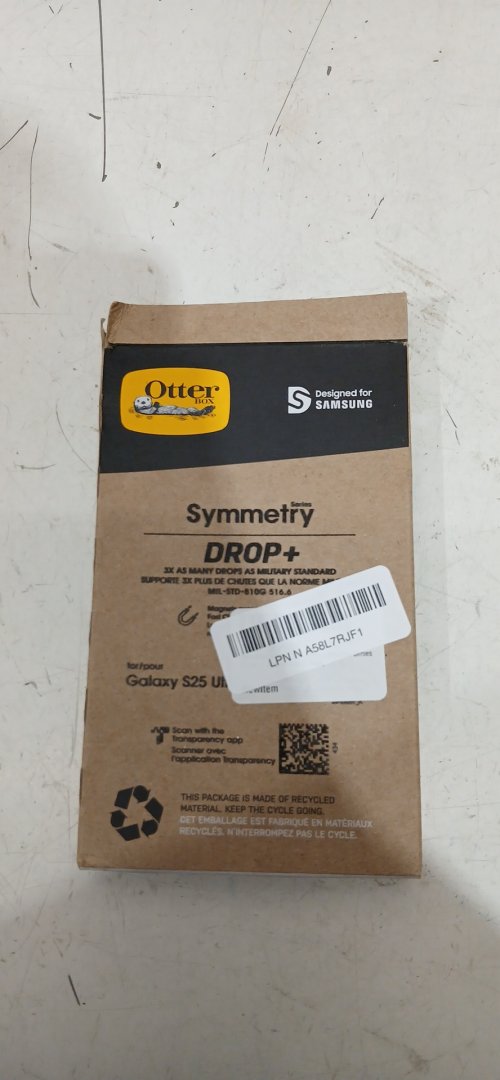 Otter
BOX
Designed for
SAMSUNG
Symmetry
Series
DROP+
3X AS MANY DROPS AS MILITARY STANDARD
SUPPORTE 3X PLUS DE CHUTES QUE LA NORME
MIL-STD-810G 516.6
LPN N A58L7RJF1
for/pour
Galaxy S25
Scan with the
Transparency app
Scanner avec
l'application Transparency
THIS PACKAGE IS MADE OF RECYCLED
MATERIAL. KEEP THE CYCLE GOING.
CET EMBALLAGE EST FABRIQUÉ EN MATÉRIAUX
RECYCLÉS. N'INTERROMPEZ PAS LE CYCLE.